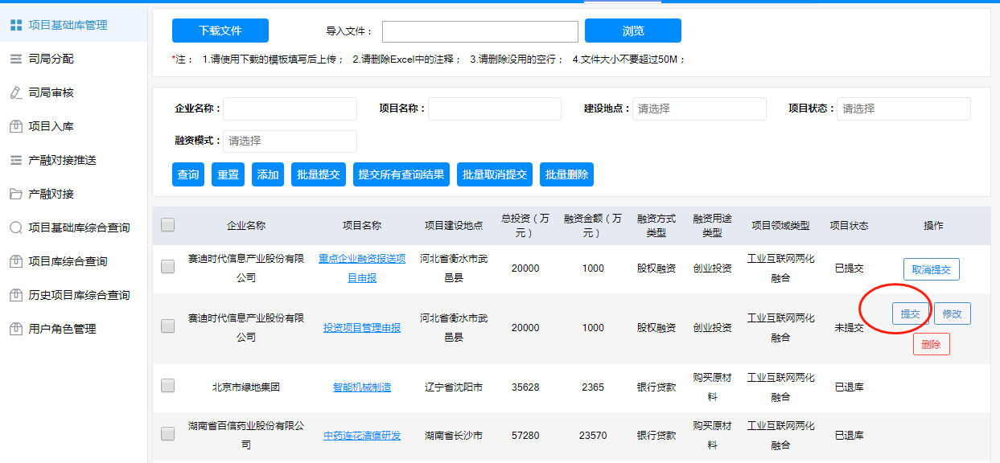 项目基础库管理
司局分配
司局审核
项目入库
产融对接推送
产融对接
项目基础库综合查询
项目库综合查询
历史项目库综合查询
用户角色管理
下载文件 导入文件： 浏览
*注： 1.请使用下载的模板填写后上传； 2.请删除Excel中的注释； 3.请删除没用的空行； 4.文件大小不要超过50M；
企业名称： 项目名称： 建设地点： 请选择 项目状态： 请选择
融资模式： 请选择
查询 重置 添加 批量提交 提交所有查询结果 批量取消提交 批量删除
企业名称 项目名称 项目建设地点 总投资（万 融资金额（万 融资方式 融资用途 项目领域类型 项目状态 操作
元） 元） 类型 类型
赛迪时代信息产业股份有限 重点企业融资报送项 河北省衡水市武 20000 1000 股权融资 创业投资 工业互联网两化 已提交 取消提交
公司 目申报 邑县 融合
赛迪时代信息产业股份有限 投资项目管理申报 河北省衡水市武 20000 1000 股权融资 创业投资 工业互联网两化 未提交 提交 修改
公司 邑县 融合 删除
北京市绿地集团 智能机械制造 辽宁省沈阳市 35628 2365 银行贷款 购买原材 工业互联网两化 已退库
料 融合
湖南省百信药业股份有限公 中药连花清瘟研发 湖南省长沙市 57280 23570 银行贷款 购买原材 工业互联网两化 已退库
司 料 融合